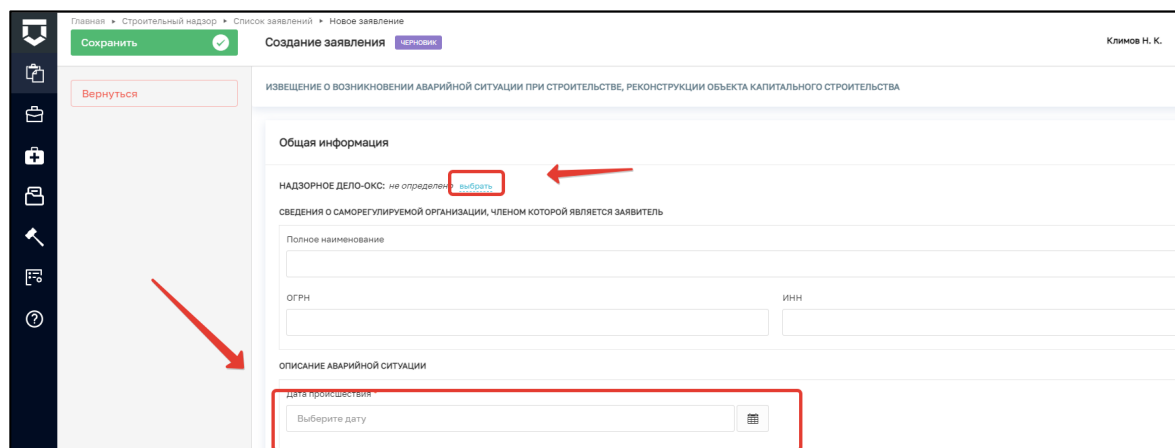 Главная ▸ Строительный надзор ▸ Список заявлений ▸ Новое заявление
Сохранить
Создание заявления ЧЕРНОВИК
Климов Н. К.
Вернуться
ИЗВЕЩЕНИЕ О ВОЗНИКНОВЕНИИ АВАРИЙНОЙ СИТУАЦИИ ПРИ СТРОИТЕЛЬСТВЕ, РЕКОНСТРУКЦИИ ОБЪЕКТА КАПИТАЛЬНОГО СТРОИТЕЛЬСТВА
Общая информация
НАДЗОРНОЕ ДЕЛО-ОКС: не определено выбрать
СВЕДЕНИЯ О САМОРЕГУЛИРУЕМОЙ ОРГАНИЗАЦИИ, ЧЛЕНОМ КОТОРОЙ ЯВЛЯЕТСЯ ЗАЯВИТЕЛЬ
Полное наименование
ОГРН
ИНН
ОПИСАНИЕ АВАРИЙНОЙ СИТУАЦИИ
Дата происшествия *
Выберите дату